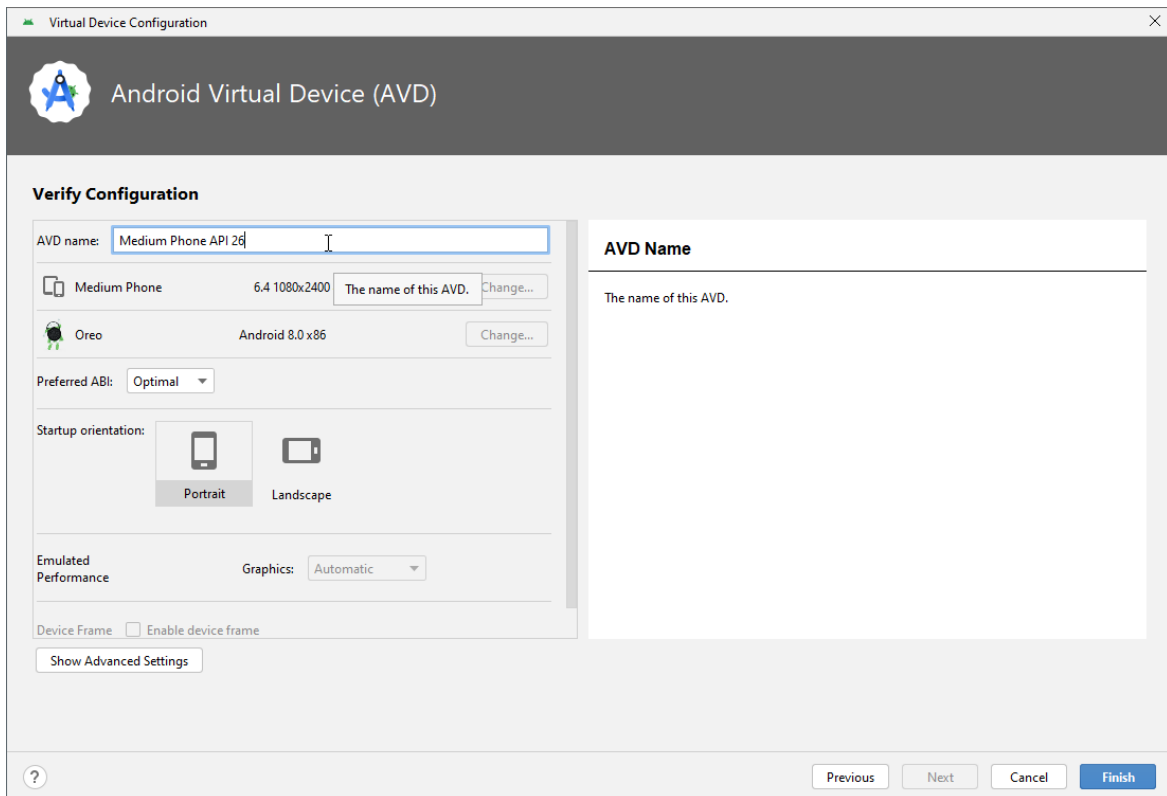 Virtual Device Configuration
Android Virtual Device (AVD)
Verify Configuration
AVD name: Medium Phone API 26
Medium Phone 6.4 1080x2400 Change...
The name of this AVD.
Oreo Android 8.0 x86 Change...
Preferred ABI: Optimal
Startup orientation:
Portrait Landscape
Emulated
Performance
Graphics: Automatic
Device Frame Enable device frame
Show Advanced Settings
AVD Name
The name of this AVD.
? Previous Next Cancel Finish